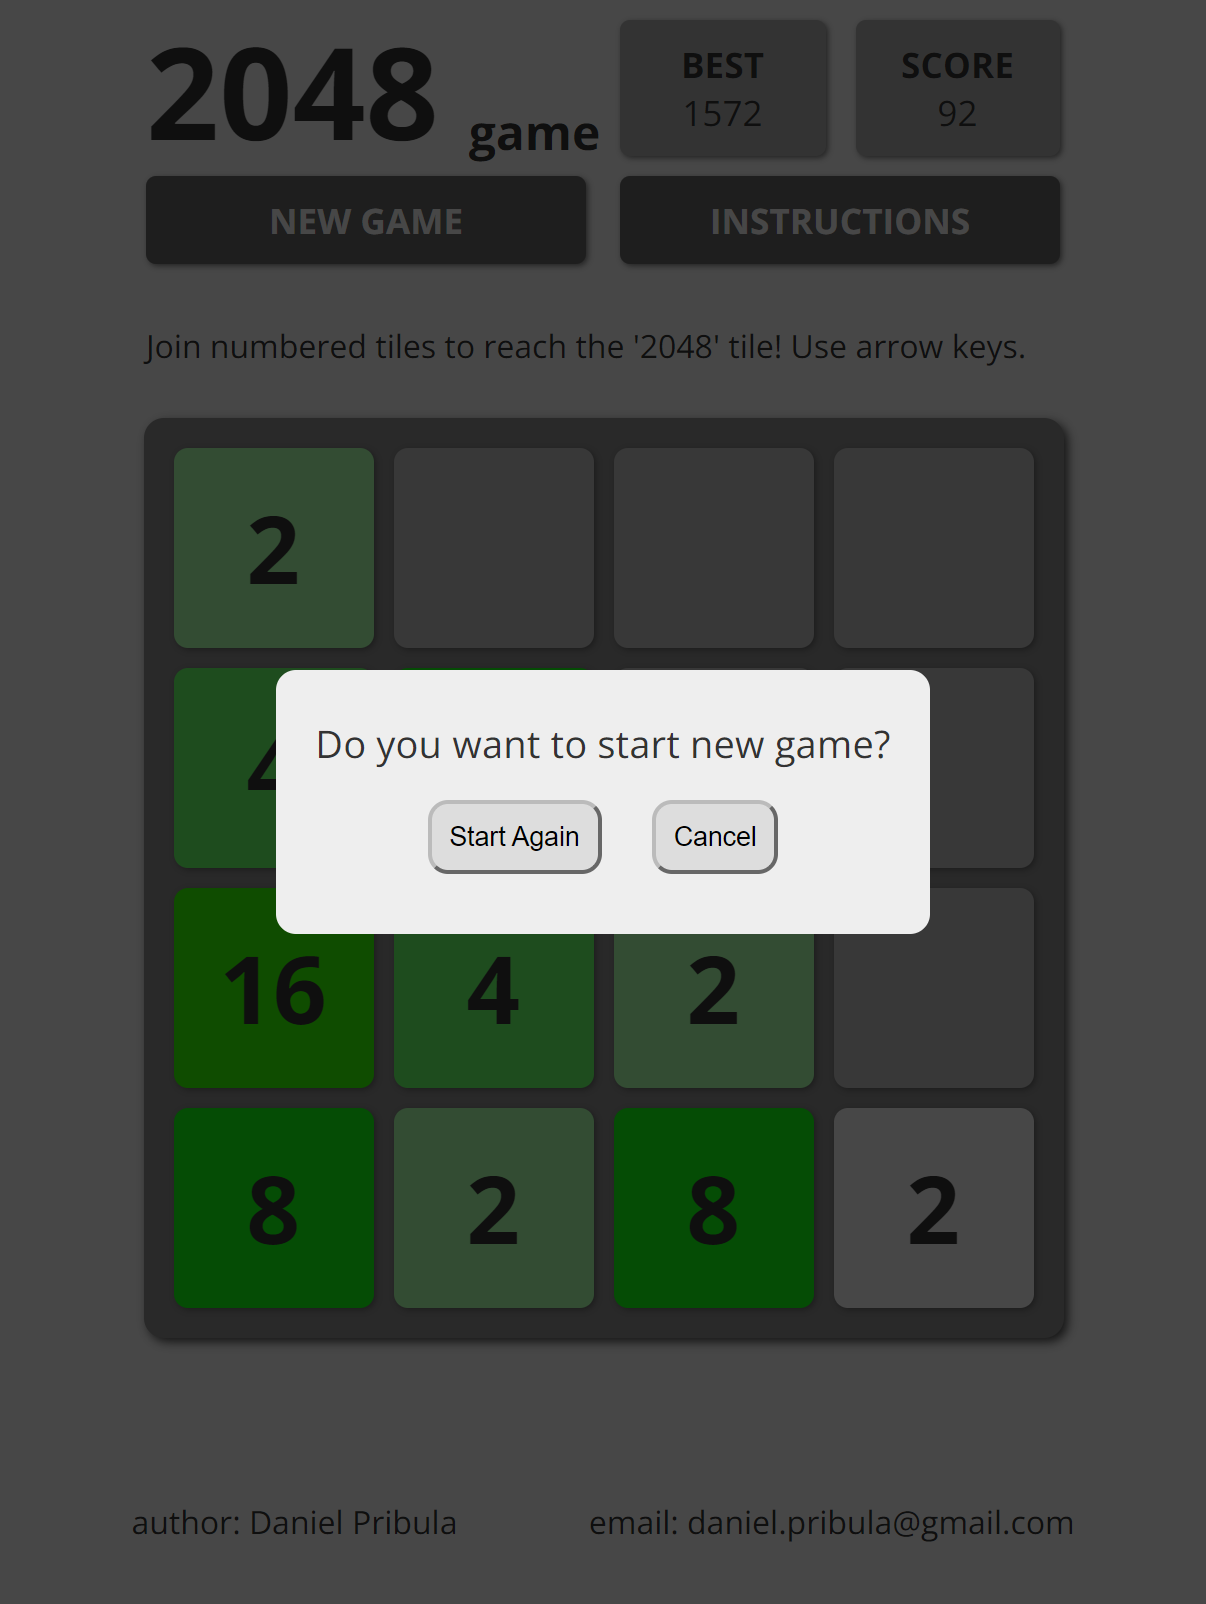 2048 game
BEST
1572
SCORE
92
NEW GAME
INSTRUCTIONS
Join numbered tiles to reach the '2048' tile! Use arrow keys.
2
4
Do you want to start new game?
Start Again
Cancel
16 4 2
8 2 8 2
author: Daniel Pribula
email: daniel.pribula@gmail.com